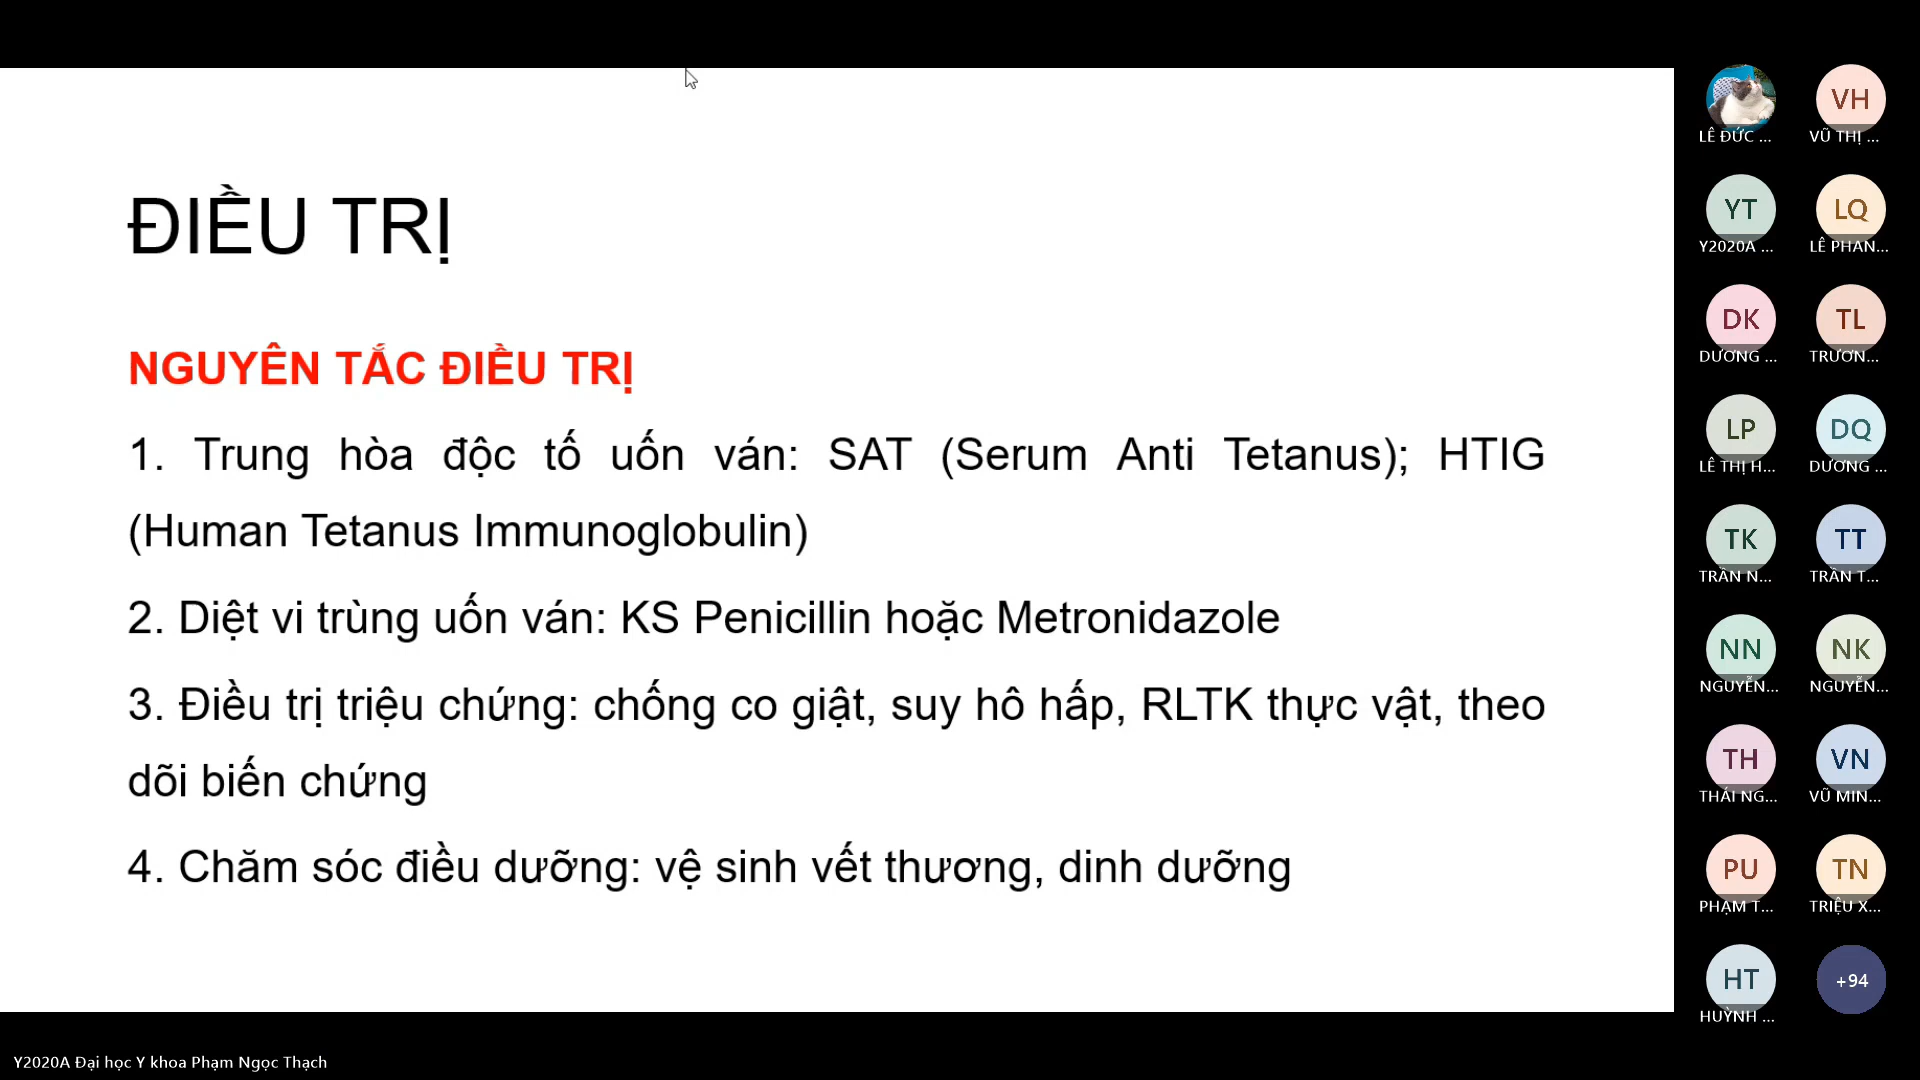 ĐIỀU TRỊ
NGUYÊN TẮC ĐIỀU TRỊ
1. Trung hòa độc tố uốn ván: SAT (Serum Anti Tetanus); HTIG
(Human Tetanus Immunoglobulin)
2. Diệt vi trùng uốn ván: KS Penicillin hoặc Metronidazole
3. Điều trị triệu chứng: chống co giật, suy hô hấp, RLTK thực vật, theo
dõi biến chứng
4. Chăm sóc điều dưỡng: vệ sinh vết thương, dinh dưỡng
LÊ ĐỨC ...
VH
VŨ THỊ ...
YT
Y2020A ...
LQ
LÊ PHAN...
DK
DƯƠNG ...
TL
TRƯƠN...
LP
LÊ THỊ H...
DQ
DƯƠNG ...
TK
TRẦN N...
TT
TRẦN T...
NN
NGUYỄN...
NK
NGUYỄN...
TH
THÁI NG...
VN
VŨ MIN...
PU
PHẠM T...
TN
TRIỆU X...
HT
HUỲNH ...
+94
Y2020A Đại học Y khoa Phạm Ngọc Thạch